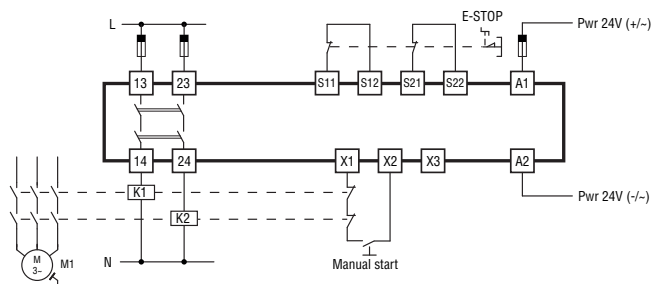 L
E-STOP
Pwr 24V (+/~)
13
23
S11
S12
S21
S22
A1
14
24
X1
X2
X3
A2
K1
K2
Pwr 24V (-/~)
M
3~
M1
N
Manual start